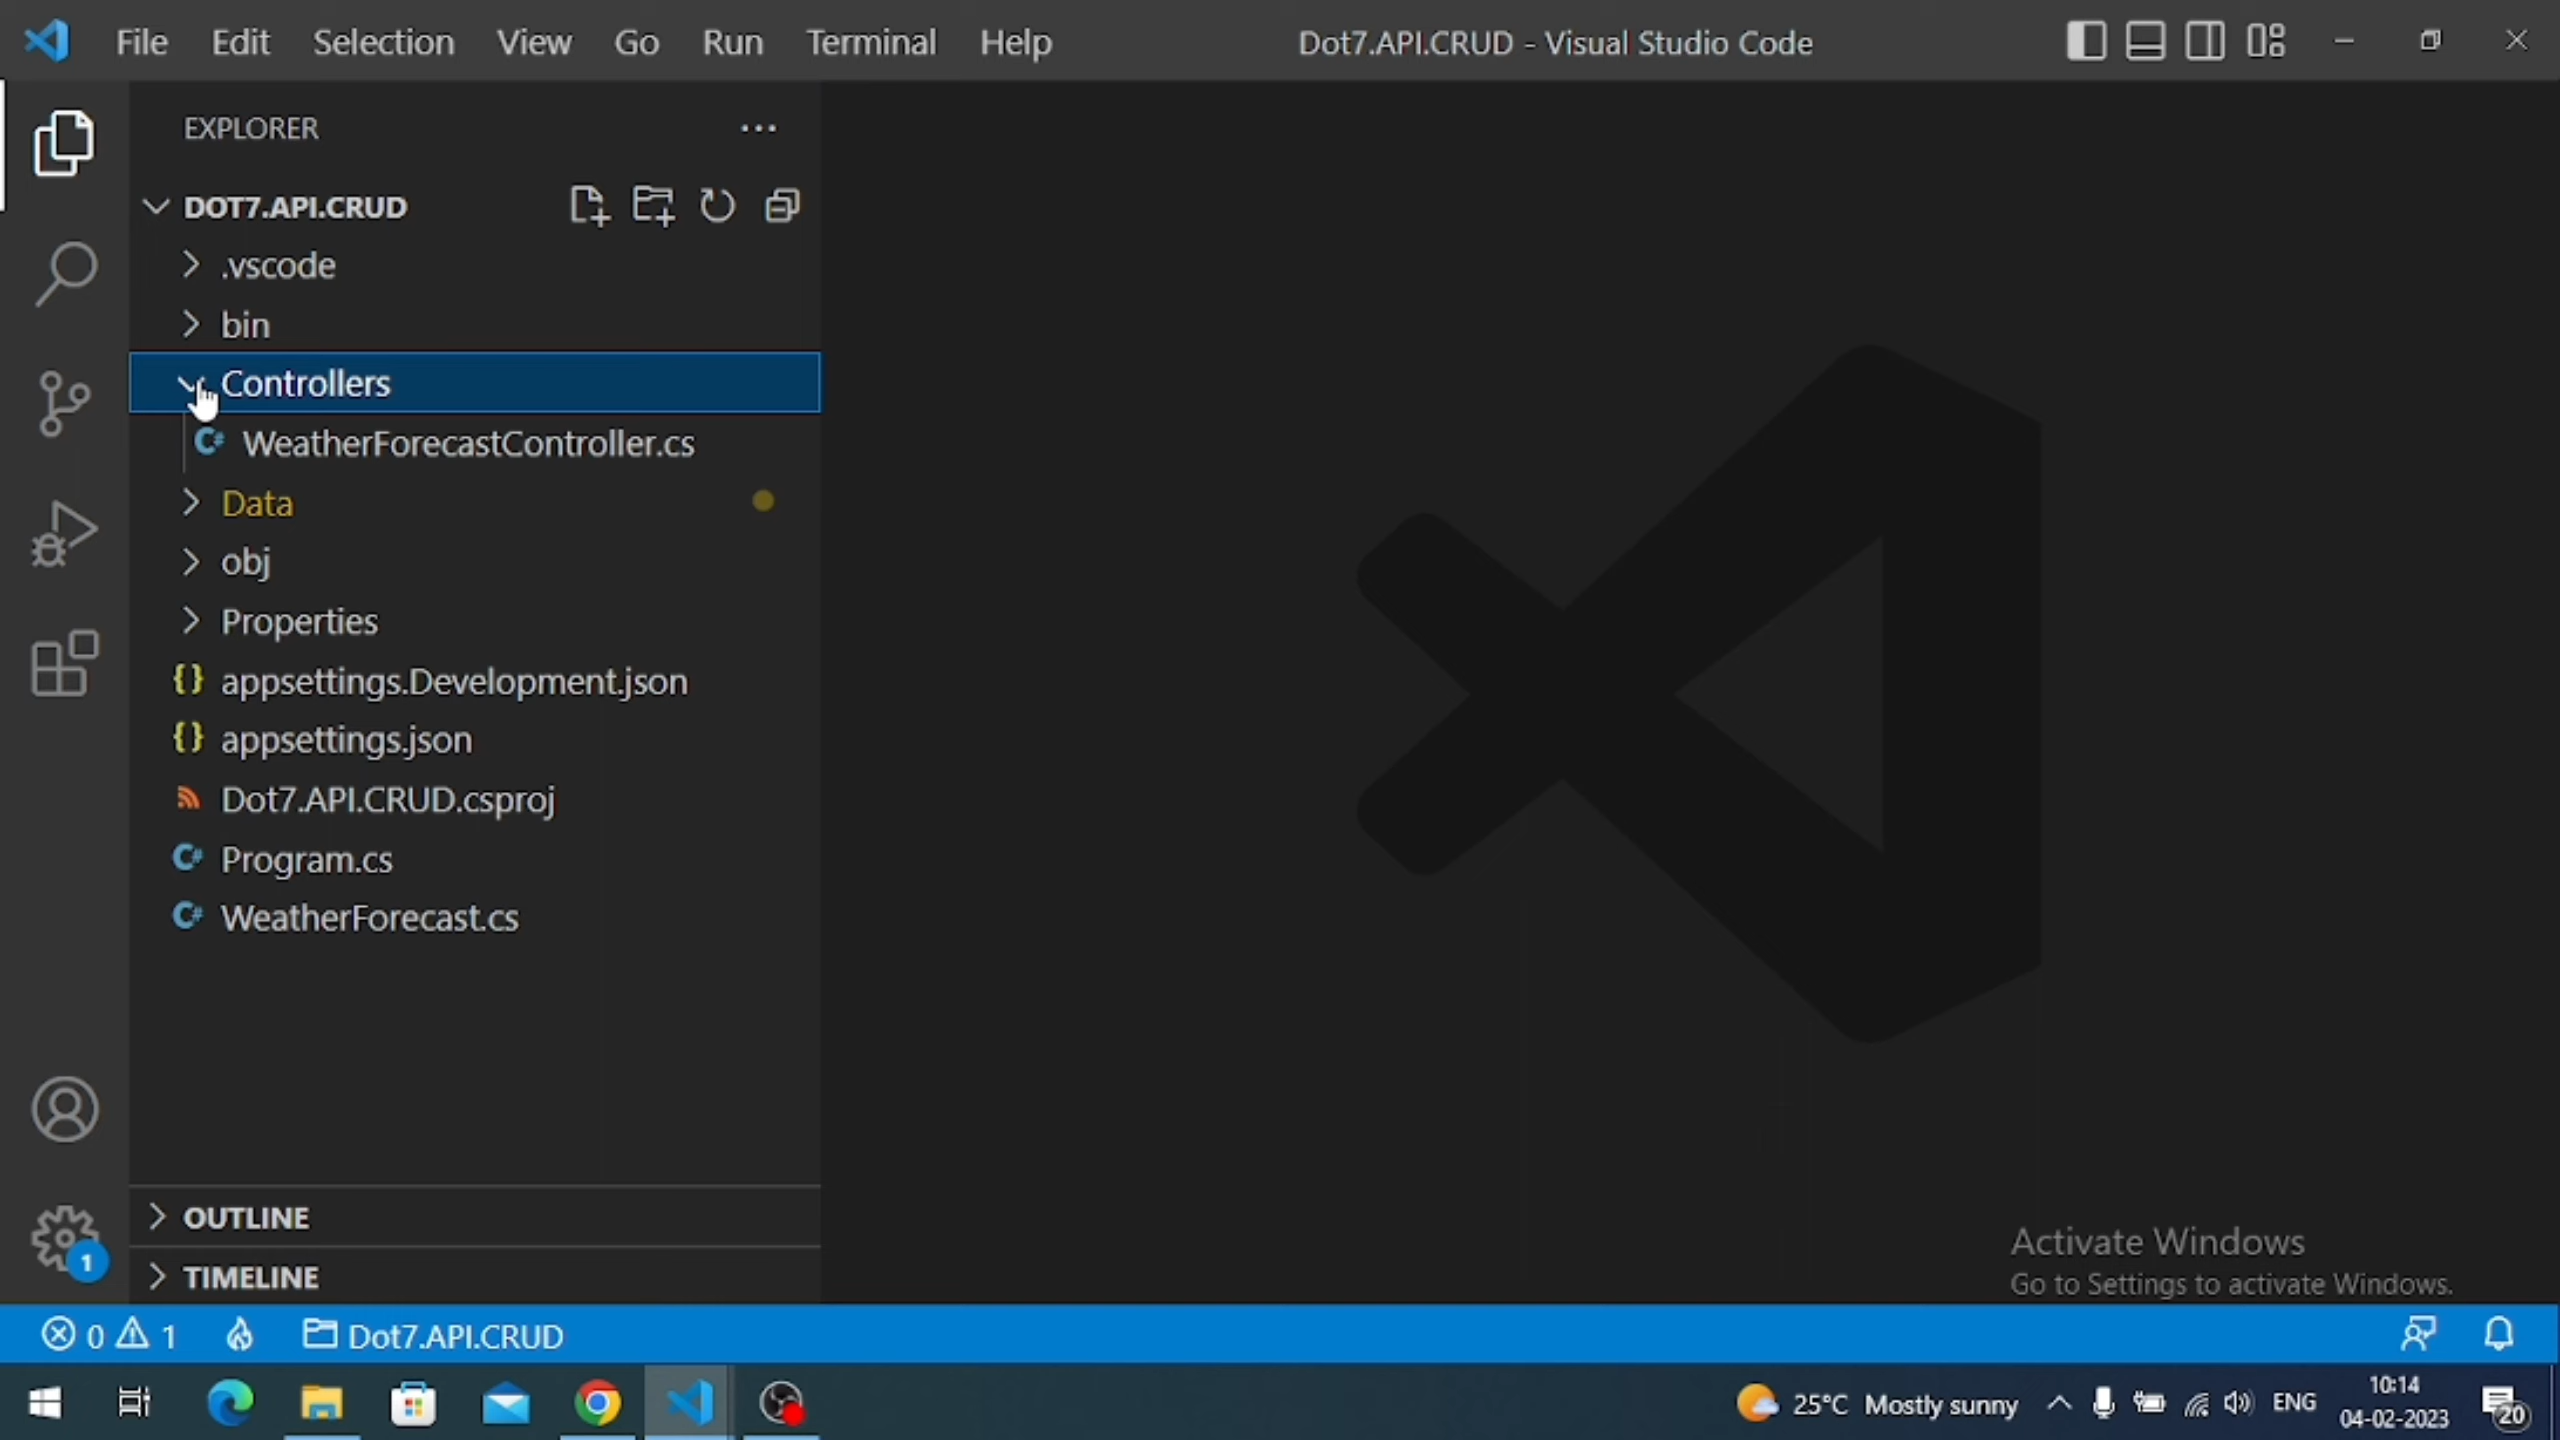 File Edit Selection View Go Run Terminal Help Dot7.API.CRUD - Visual Studio Code
EXPLORER
DOT7.API.CRUD
.vscode
bin
Controllers
C# WeatherForecastController.cs
Data
obj
Properties
{} appsettings.Development.json
{} appsettings.json
Dot7.API.CRUD.csproj
C# Program.cs
C# WeatherForecast.cs
OUTLINE
1
TIMELINE
Activate Windows
Go to Settings to activate Windows.
0 1 Dot7.API.CRUD
25°C Mostly sunny ENG 10:14
04-02-2023
20